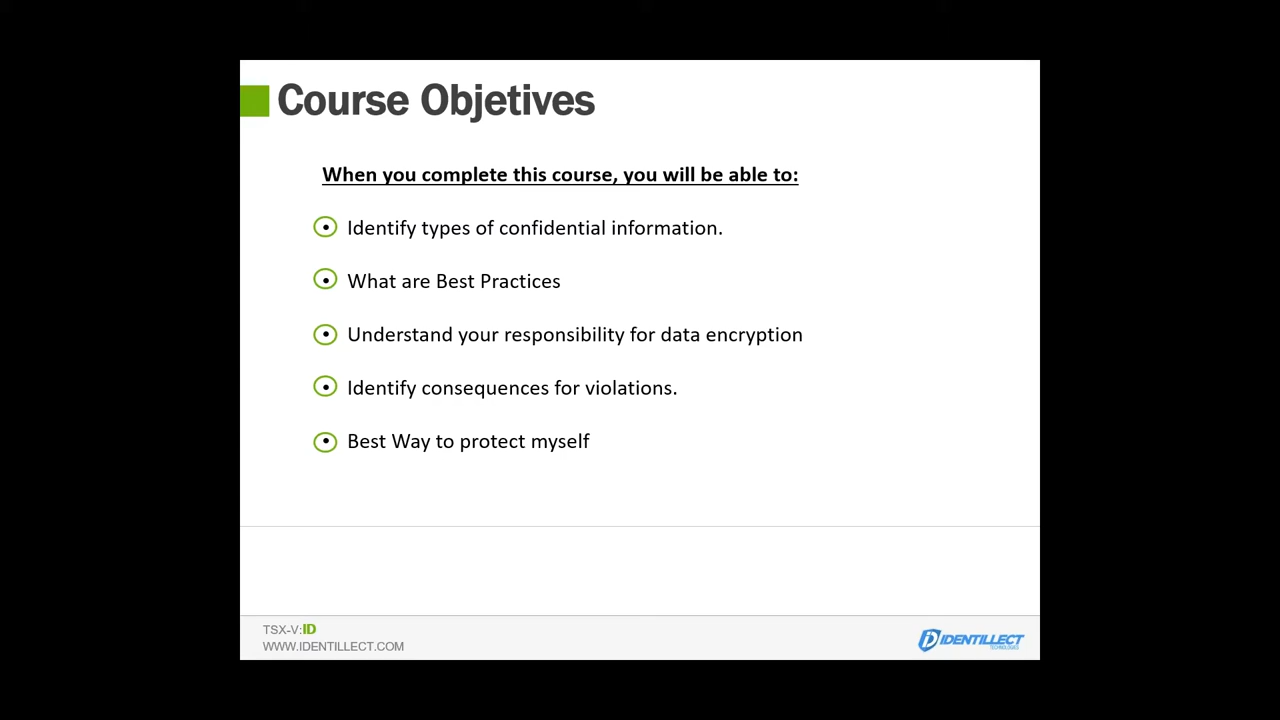 Course Objetives
When you complete this course, you will be able to:
Identify types of confidential information.
What are Best Practices
Understand your responsibility for data encryption
Identify consequences for violations.
Best Way to protect myself
TSX-V:ID
WWW.IDENTILLECT.COM
ID IDENTILLECT
TECHNOLOGIES